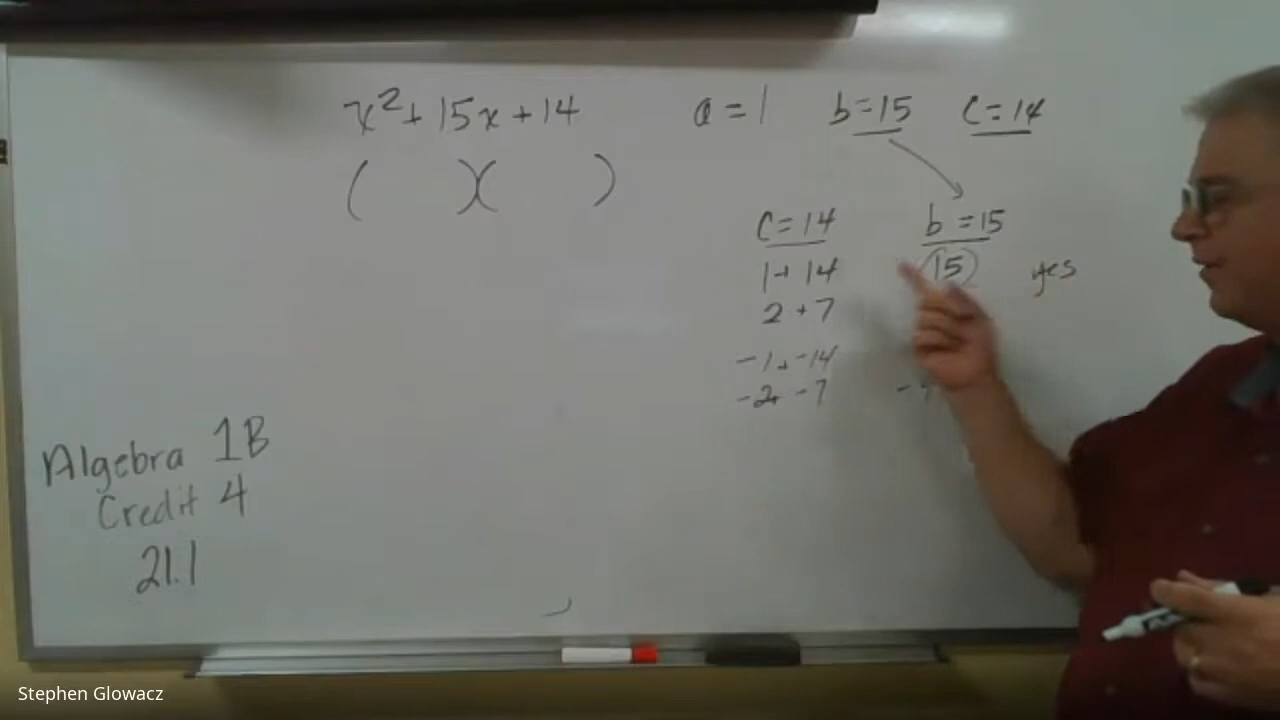 x²+15x+14 a=1 b=15 c=14
( )( )
c=14 b=15
1+14 15 yes
2+7
-1+-14
-2+-7
Algebra 1B
Credit 4
21.1
Stephen Glowacz